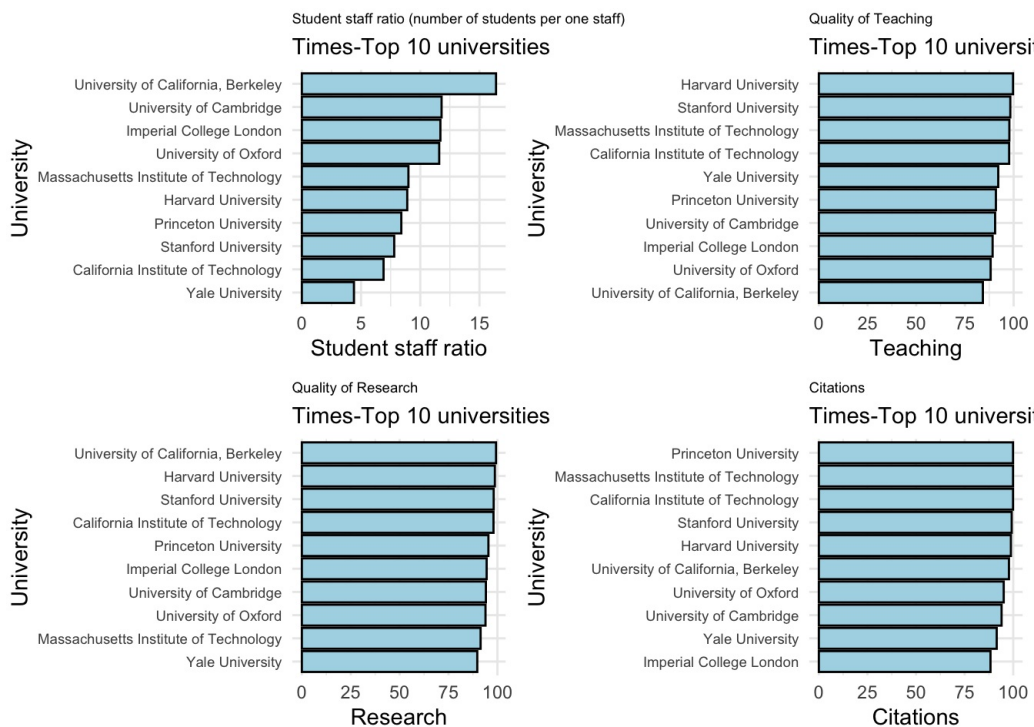 Student staff ratio (number of students per one staff)
Times-Top 10 universities
University
University of California, Berkeley
University of Cambridge
Imperial College London
University of Oxford
Massachusetts Institute of Technology
Harvard University
Princeton University
Stanford University
California Institute of Technology
Yale University
0 5 10 15
Student staff ratio
Quality of Teaching
Times-Top 10 universit
University
Harvard University
Stanford University
Massachusetts Institute of Technology
California Institute of Technology
Yale University
Princeton University
University of Cambridge
Imperial College London
University of Oxford
University of California, Berkeley
0 25 50 75 100
Teaching
Quality of Research
Times-Top 10 universities
University
University of California, Berkeley
Harvard University
Stanford University
California Institute of Technology
Princeton University
Imperial College London
University of Cambridge
University of Oxford
Massachusetts Institute of Technology
Yale University
0 25 50 75 100
Research
Citations
Times-Top 10 universit
University
Princeton University
Massachusetts Institute of Technology
California Institute of Technology
Stanford University
Harvard University
University of California, Berkeley
University of Oxford
University of Cambridge
Yale University
Imperial College London
0 25 50 75 100
Citations